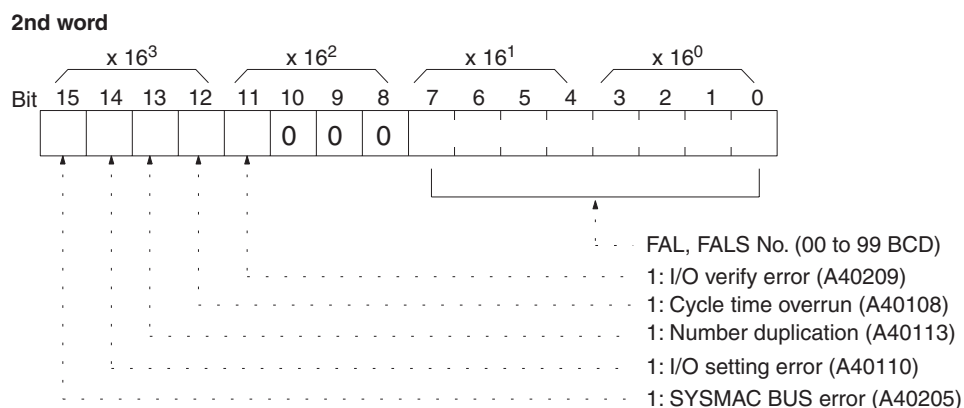 2nd word
x 16³ x 16² x 16¹ x 16⁰
Bit 15 14 13 12 11 10 9 8 7 6 5 4 3 2 1 0
0 0 0
FAL, FALS No. (00 to 99 BCD)
1: I/O verify error (A40209)
1: Cycle time overrun (A40108)
1: Number duplication (A40113)
1: I/O setting error (A40110)
1: SYSMAC BUS error (A40205)